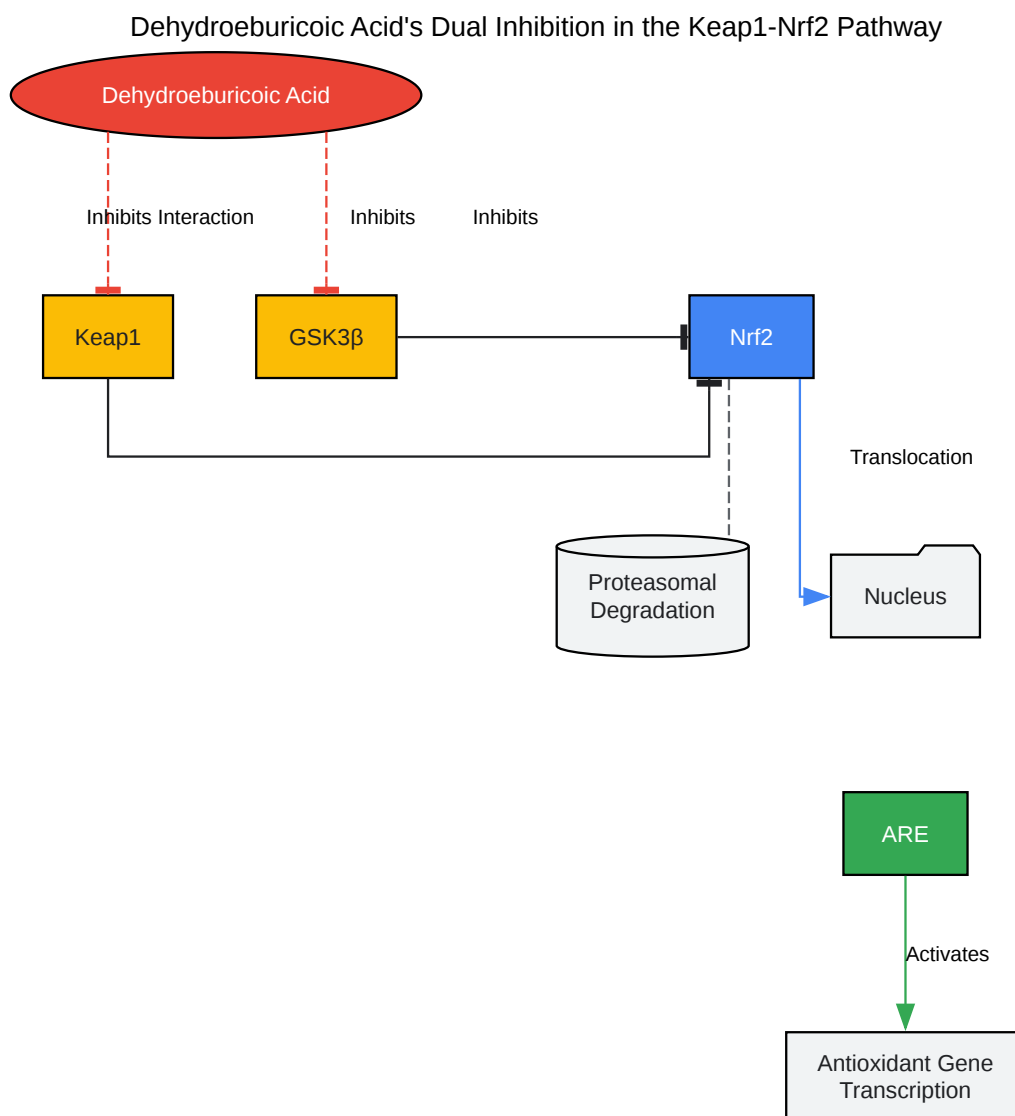 Dehydroeburicoic Acid's Dual Inhibition in the Keap1-Nrf2 Pathway
Dehydroeburicoic Acid
Inhibits Interaction
Inhibits
Inhibits
Keap1
GSK3β
Nrf2
Translocation
Proteasomal
Degradation
Nucleus
ARE
Activates
Antioxidant Gene
Transcription